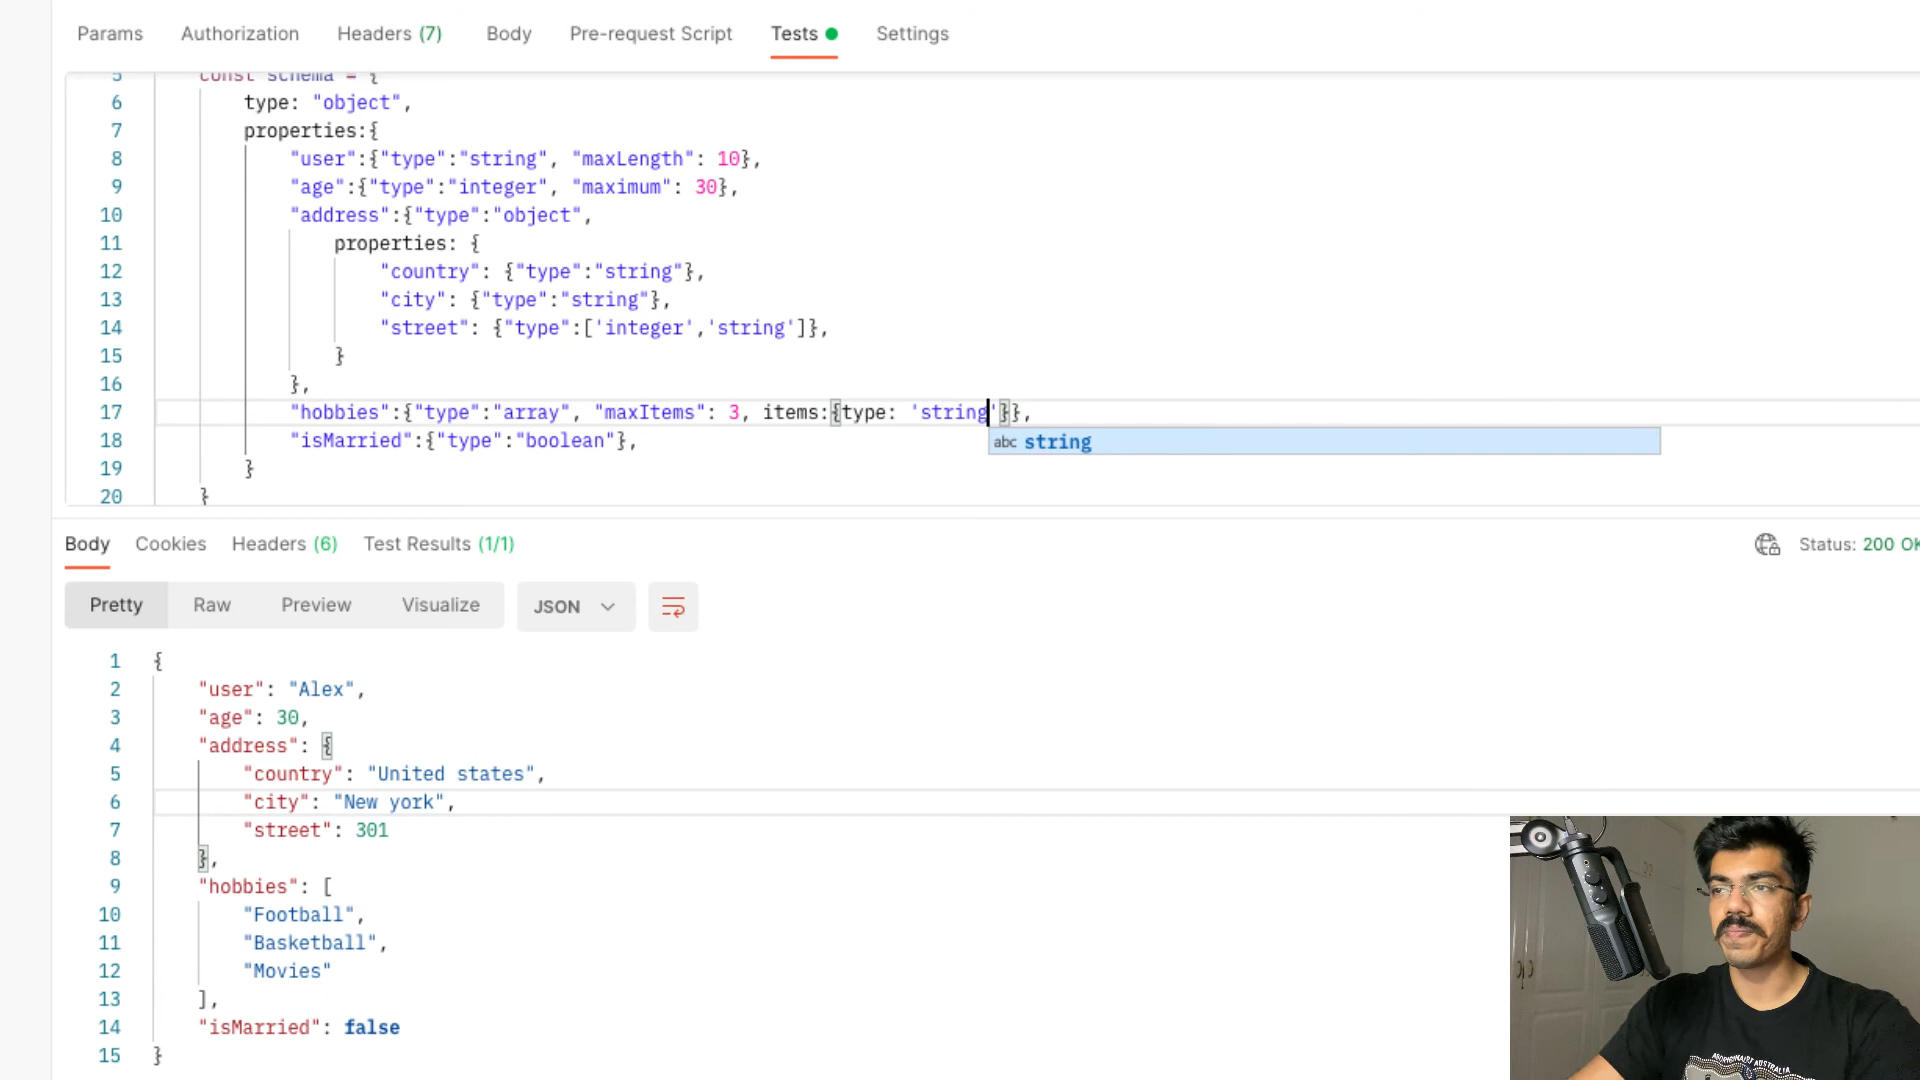 Params Authorization Headers (7) Body Pre-request Script Tests Settings
5 const schema = {
6 type: "object",
7 properties:{
8 "user":{"type":"string", "maxLength": 10},
9 "age":{"type":"integer", "maximum": 30},
10 "address":{"type":"object",
11 properties: {
12 "country": {"type":"string"},
13 "city": {"type":"string"},
14 "street": {"type":['integer','string']},
15 }
16 },
17 "hobbies":{"type":"array", "maxItems": 3, items:{type: 'string'}},
18 "isMarried":{"type":"boolean"},
abc string
19 }
20 }
Body Cookies Headers (6) Test Results (1/1) Status: 200 OK
Pretty Raw Preview Visualize JSON
1 {
2 "user": "Alex",
3 "age": 30,
4 "address": {
5 "country": "United states",
6 "city": "New york",
7 "street": 301
8 },
9 "hobbies": [
10 "Football",
11 "Basketball",
12 "Movies"
13 ],
14 "isMarried": false
15 }